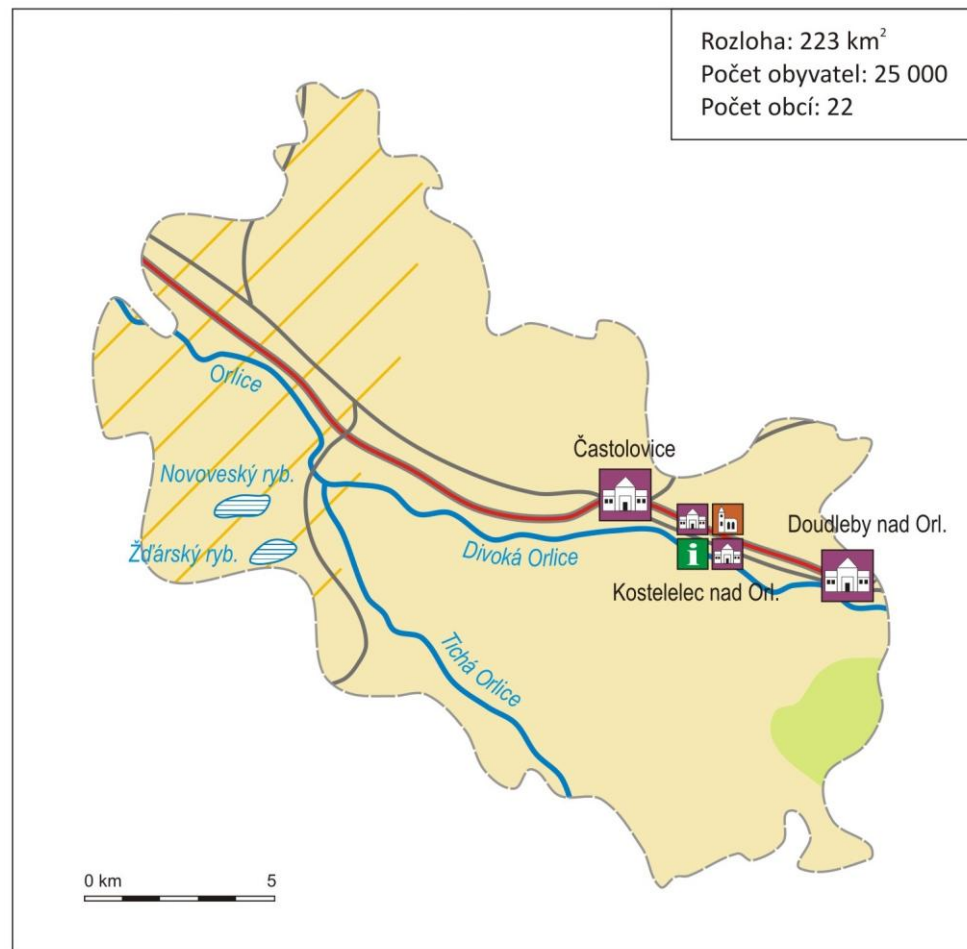 Rozloha: 223 km²
Počet obyvatel: 25 000
Počet obcí: 22
Orlice
Častolovice
Novoveský ryb.
Doudleby nad Orl.
Žďárský ryb.
Divoká Orlice
i
Kostelelec nad Orl.
Tichá Orlice
0 km 5